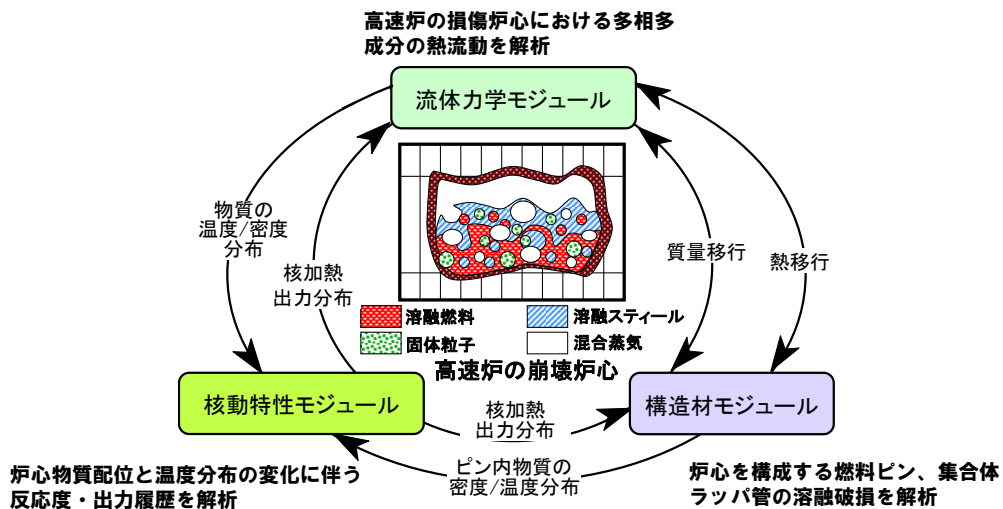 高速炉の損傷炉心における多相多
成分の熱流動を解析
流体力学モジュール
物質の
温度/密度
分布
核加熱
出力分布
質量移行
熱移行
溶融燃料
溶融スティール
固体粒子
混合蒸気
高速炉の崩壊炉心
核動特性モジュール
構造材モジュール
核加熱
出力分布
ピン内物質の
密度/温度分布
炉心物質配位と温度分布の変化に伴う
反応度・出力履歴を解析
炉心を構成する燃料ピン、集合体
ラッパ管の溶融破損を解析